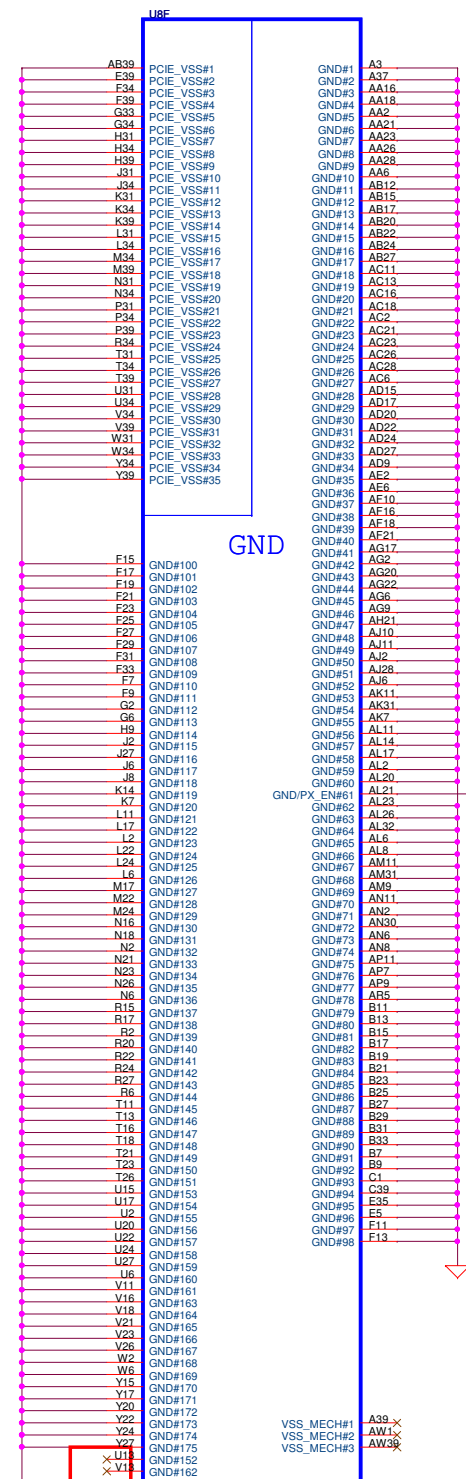 U8F
AB39 PCIE_VSS#1
E39 PCIE_VSS#2
F34 PCIE_VSS#3
F39 PCIE_VSS#4
G33 PCIE_VSS#5
G34 PCIE_VSS#6
H31 PCIE_VSS#7
H34 PCIE_VSS#8
H39 PCIE_VSS#9
J31 PCIE_VSS#10
J34 PCIE_VSS#11
K31 PCIE_VSS#12
K34 PCIE_VSS#13
K39 PCIE_VSS#14
L31 PCIE_VSS#15
L34 PCIE_VSS#16
M34 PCIE_VSS#17
M39 PCIE_VSS#18
N31 PCIE_VSS#19
N34 PCIE_VSS#20
P31 PCIE_VSS#21
P34 PCIE_VSS#22
P39 PCIE_VSS#23
R34 PCIE_VSS#24
T31 PCIE_VSS#25
T34 PCIE_VSS#26
T39 PCIE_VSS#27
U31 PCIE_VSS#28
U34 PCIE_VSS#29
V34 PCIE_VSS#30
V39 PCIE_VSS#31
W31 PCIE_VSS#32
W34 PCIE_VSS#33
Y34 PCIE_VSS#34
Y39 PCIE_VSS#35
GND
F15 GND#100
F17 GND#101
F19 GND#102
F21 GND#103
F23 GND#104
F25 GND#105
F27 GND#106
F29 GND#107
F31 GND#108
F33 GND#109
F7 GND#110
F9 GND#111
G2 GND#112
G6 GND#113
H9 GND#114
J2 GND#115
J27 GND#116
J6 GND#117
J8 GND#118
K14 GND#119
K7 GND#120
L11 GND#121
L17 GND#122
L2 GND#123
L22 GND#124
L24 GND#125
L6 GND#126
M17 GND#127
M22 GND#128
M24 GND#129
N16 GND#130
N18 GND#131
N2 GND#132
N21 GND#133
N23 GND#134
N26 GND#135
N6 GND#136
R15 GND#137
R17 GND#138
R2 GND#139
R20 GND#140
R22 GND#141
R24 GND#142
R27 GND#143
R6 GND#144
T11 GND#145
T13 GND#146
T16 GND#147
T18 GND#148
T21 GND#149
T23 GND#150
T26 GND#151
U15 GND#153
U17 GND#154
U2 GND#155
U20 GND#156
U22 GND#157
U24 GND#158
U27 GND#159
U6 GND#160
V11 GND#161
V16 GND#163
V18 GND#164
V21 GND#165
V23 GND#166
V26 GND#167
W2 GND#168
W6 GND#169
Y15 GND#170
Y17 GND#171
Y20 GND#172
Y22 GND#173
Y24 GND#174
Y27 GND#175
U13 GND#152
V13 GND#162
GND#1 A3
GND#2 A37
GND#3 AA16
GND#4 AA18
GND#5 AA2
GND#6 AA21
GND#7 AA23
GND#8 AA26
GND#9 AA28
GND#10 AA6
GND#11 AB12
GND#12 AB15
GND#13 AB17
GND#14 AB20
GND#15 AB22
GND#16 AB24
GND#17 AB27
GND#18 AC11
GND#19 AC13
GND#20 AC16
GND#21 AC18
GND#22 AC2
GND#23 AC21
GND#24 AC23
GND#25 AC26
GND#26 AC28
GND#27 AC6
GND#28 AD15
GND#29 AD17
GND#30 AD20
GND#31 AD22
GND#32 AD24
GND#33 AD27
GND#34 AD9
GND#35 AE2
GND#36 AE6
GND#37 AF10
GND#38 AF16
GND#39 AF18
GND#40 AF21
GND#41 AG17
GND#42 AG2
GND#43 AG20
GND#44 AG22
GND#45 AG6
GND#46 AG9
GND#47 AH21
GND#48 AJ10
GND#49 AJ11
GND#50 AJ2
GND#51 AJ28
GND#52 AJ6
GND#53 AK11
GND#54 AK31
GND#55 AK7
GND#56 AL11
GND#57 AL14
GND#58 AL17
GND#59 AL2
GND#60 AL20
GND/PX_EN#61 AL21
GND#62 AL23
GND#63 AL26
GND#64 AL32
GND#65 AL6
GND#66 AL8
GND#67 AM11
GND#68 AM31
GND#69 AM9
GND#70 AN11
GND#71 AN2
GND#72 AN30
GND#73 AN6
GND#74 AN8
GND#75 AP11
GND#76 AP7
GND#77 AP9
GND#78 AR5
GND#79 B11
GND#80 B13
GND#81 B15
GND#82 B17
GND#83 B19
GND#84 B21
GND#85 B23
GND#86 B25
GND#87 B27
GND#88 B29
GND#89 B31
GND#90 B33
GND#91 B7
GND#92 B9
GND#93 C1
GND#94 C39
GND#95 E35
GND#96 E5
GND#97 F11
GND#98 F13
VSS_MECH#1 A39
VSS_MECH#2 AW1
VSS_MECH#3 AW39